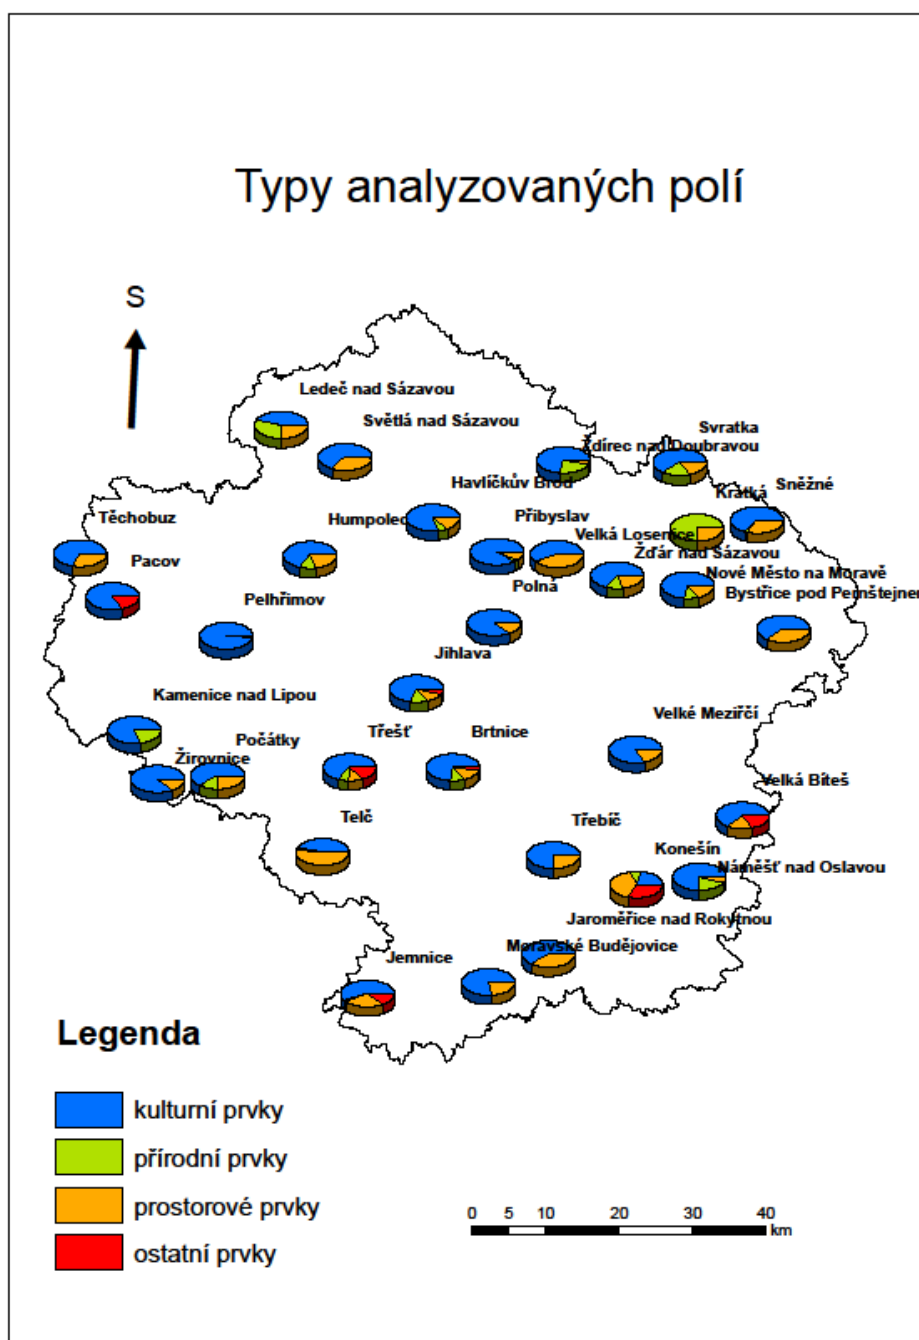 Typy analyzovaných polí
S
Ledeč nad Sázavou
Světlá nad Sázavou
Svratka
Ždírec nad Doubravou
Havlíčkův Brod
Krátká
Sněžné
Těchobuz
Humpolec
Přibyslav
Velká Losenice
Žďár nad Sázavou
Pacov
Nové Město na Moravě
Polná
Bystřice pod Pernštejnem
Pelhřimov
Jihlava
Kamenice nad Lipou
Velké Meziříčí
Počátky
Třešť
Brtnice
Žirovnice
Velká Bíteš
Telč
Třebíč
Konešín
Náměšť nad Oslavou
Jaroměřice nad Rokytnou
Moravské Budějovice
Jemnice
Legenda
kulturní prvky
přírodní prvky
prostorové prvky
ostatní prvky
0 5 10 20 30 40
km